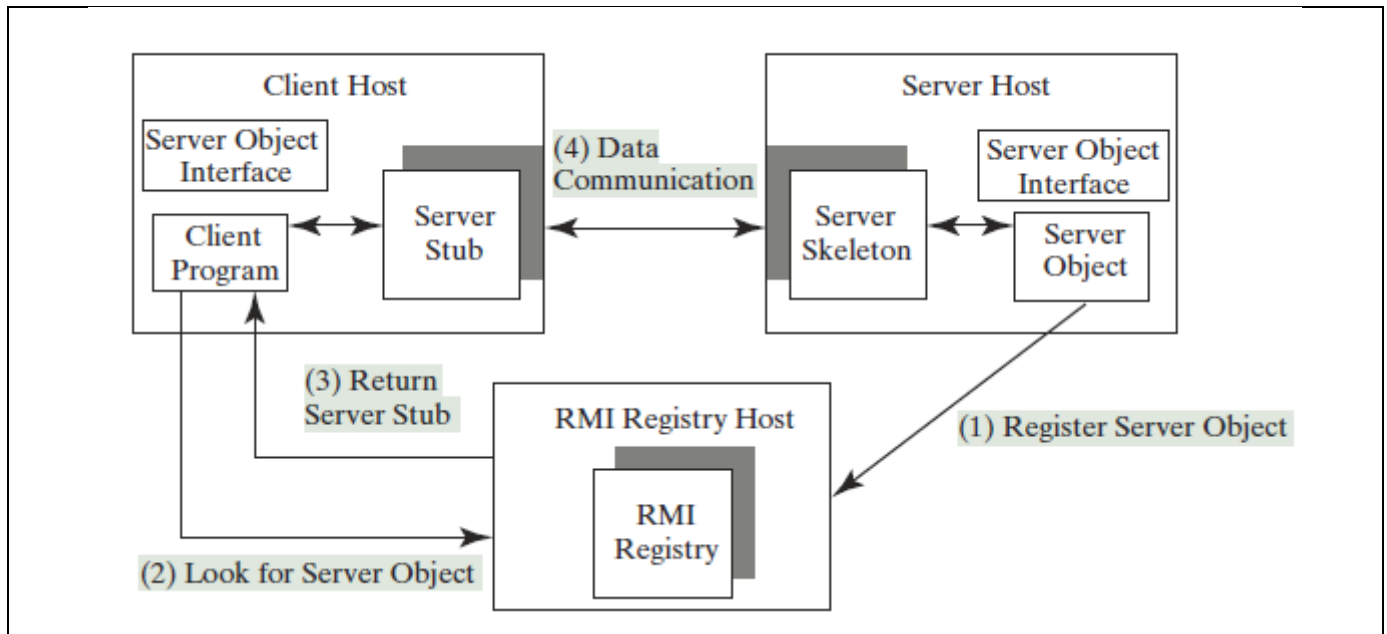 Client Host
Server Object
Interface
Client
Program
Server
Stub
(4) Data
Communication
Server Host
Server Object
Interface
Server
Skeleton
Server
Object
(3) Return
Server Stub
RMI Registry Host
RMI
Registry
(1) Register Server Object
(2) Look for Server Object